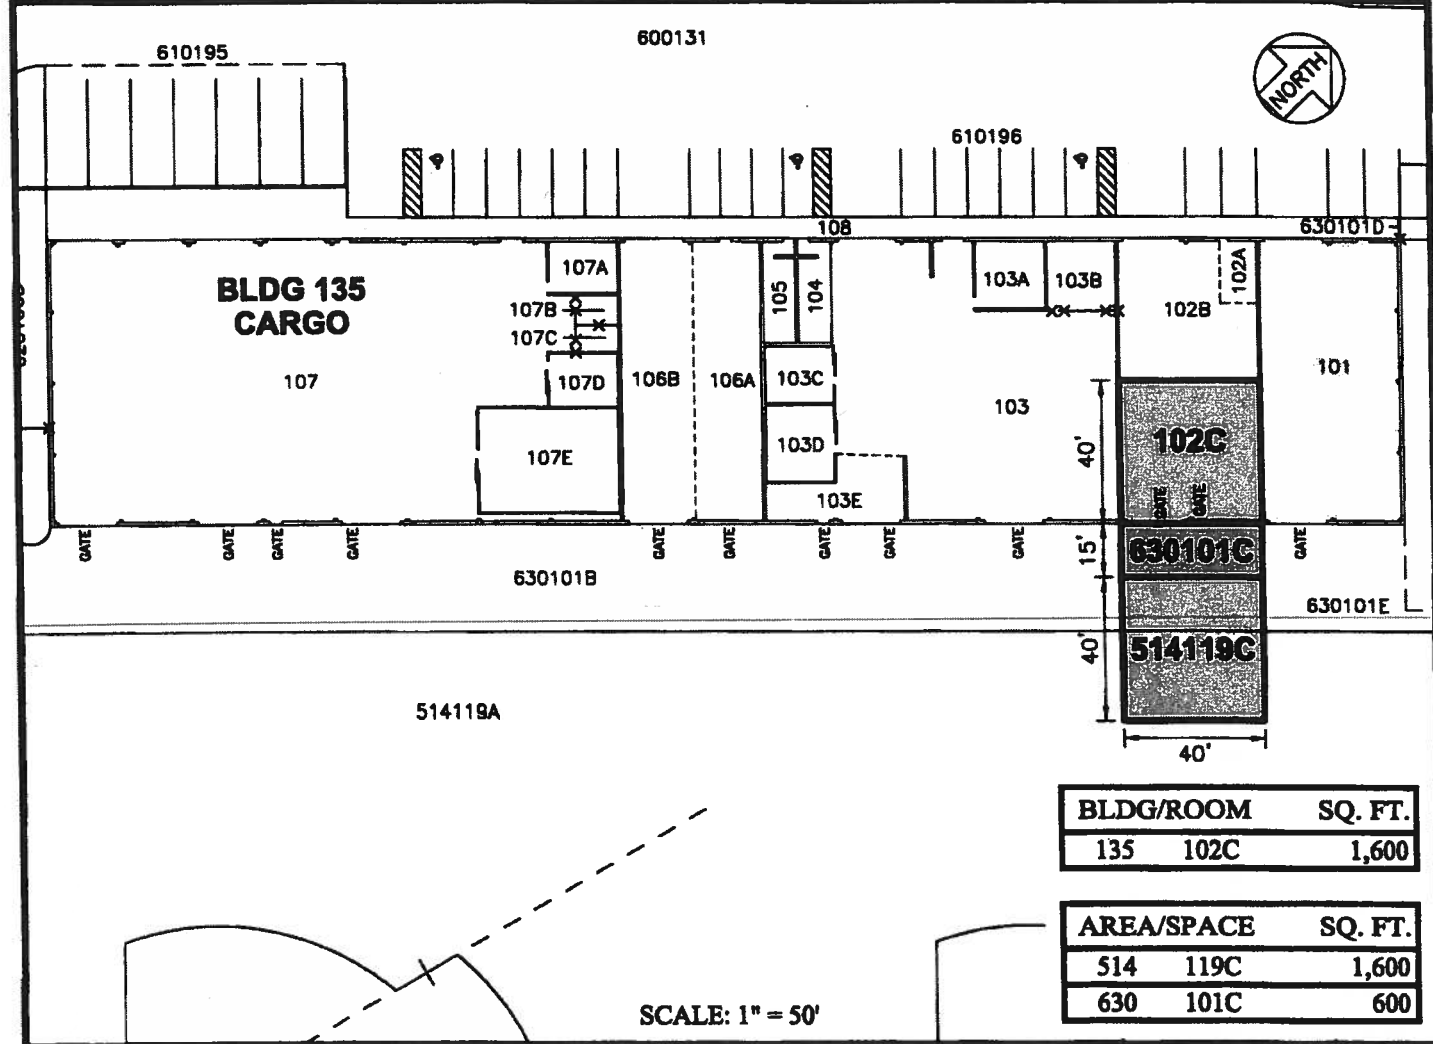 600131
610195
NORTH
610196
108
630101D
BLDG 135
CARGO
107A
107B
107C
107D
107
107E
106B
106A
105
104
103C
103D
103E
103A
103B
103
102A
102B
101
40'
102C
GATE
GATE
GATE
GATE
GATE
GATE
GATE
GATE
GATE
GATE
GATE
GATE
15'
630101C
630101B
630101E
40'
514119C
514119A
40'
BLDG/ROOM SQ. FT.
135 102C 1,600
AREA/SPACE SQ. FT.
514 119C 1,600
630 101C 600
SCALE: 1" = 50'